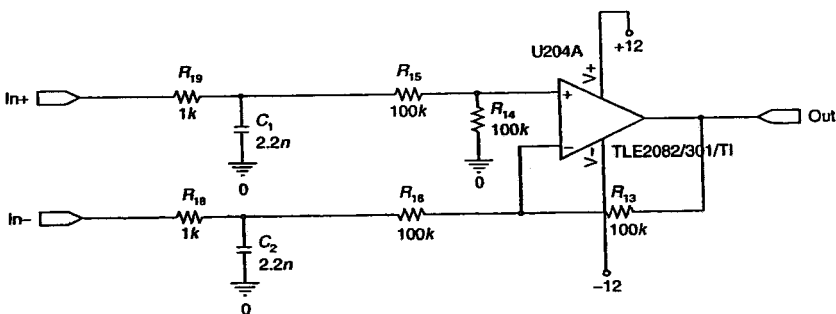 U204A
+12
V+
In+
R19
1k
C1
2.2n
0
R15
100k
R14
100k
0
+
−
V−
TLE2082/301/TI
Out
In−
R18
1k
C2
2.2n
0
R16
100k
R13
100k
−12